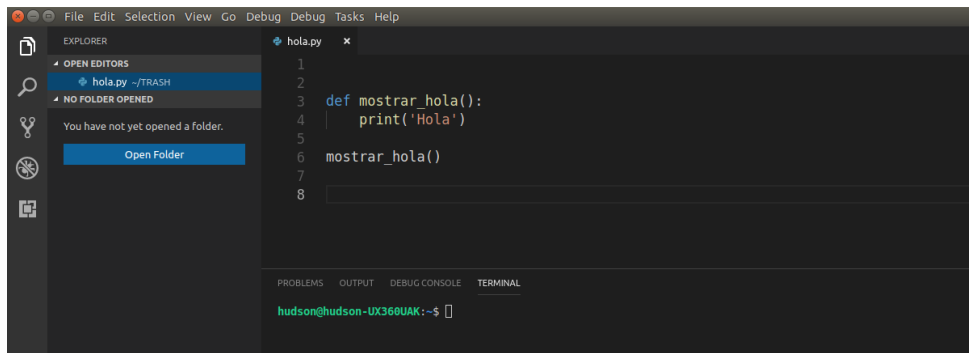 File Edit Selection View Go Debug Debug Tasks Help
EXPLORER
OPEN EDITORS
hola.py ~/TRASH
NO FOLDER OPENED
You have not yet opened a folder.
Open Folder
hola.py ×
1
2
3 def mostrar_hola():
4 print('Hola')
5
6 mostrar_hola()
7
8
PROBLEMS OUTPUT DEBUG CONSOLE TERMINAL
hudson@hudson-UX360UAK:~$